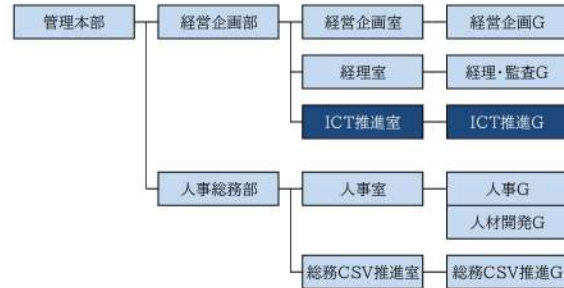 管理本部
経営企画部
経営企画室
経営企画G
経理室
経理・監査G
ICT推進室
ICT推進G
人事総務部
人事室
人事G
人材開発G
総務CSV推進室
総務CSV推進G